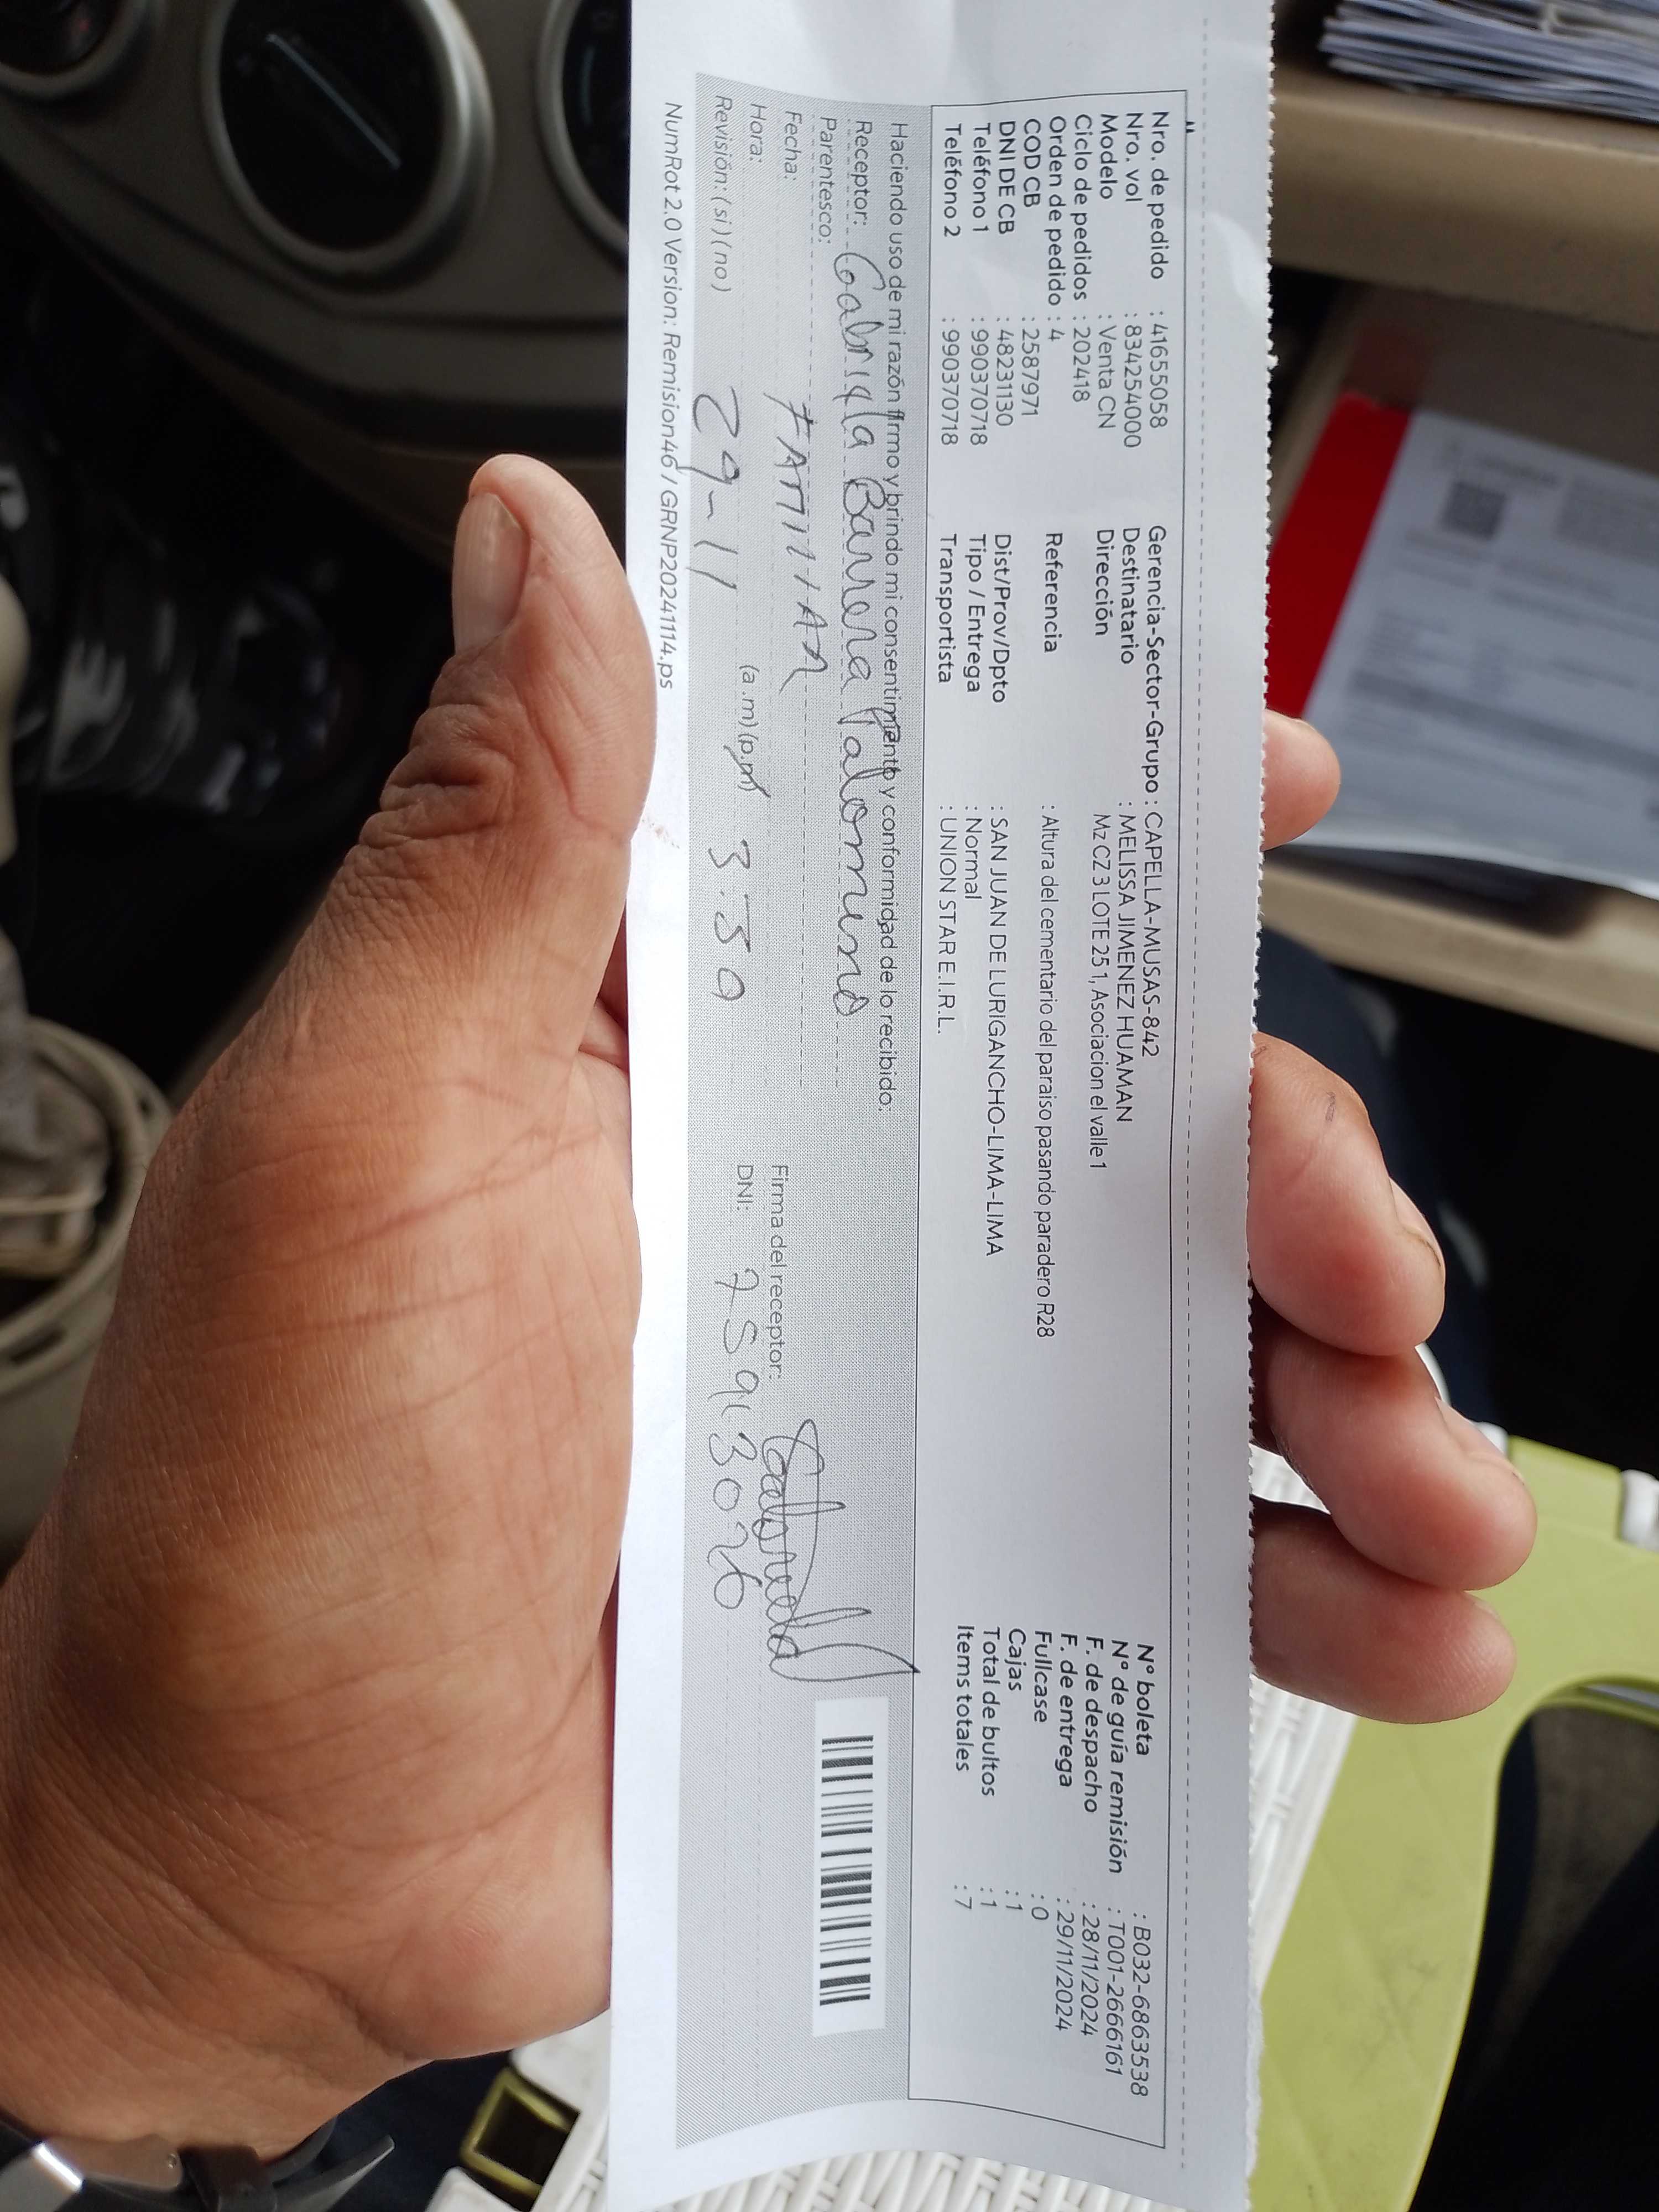 Nro. de pedido : 41655058
Nro. vol : 834254000
Modelo : Venta CN
Ciclo de pedidos : 202418
Orden de pedido : 4
COD CB : 2587971
DNI DE CB : 48231130
Teléfono 1 : 990370718
Teléfono 2 : 990370718
Gerencia-Sector-Grupo : CAPELLA-MUSAS-842
Destinatario : MELISSA JIMENEZ HUAMAN
Dirección Mz CZ 3 LOTE 25 1, Asociacion el valle 1
Referencia : Altura del cementario del paraiso pasando paradero R28
Dist/Prov/Dpto : SAN JUAN DE LURIGANCHO-LIMA-LIMA
Tipo / Entrega : Normal
Transportista : UNION STAR E.I.R.L.
N° boleta : B032-6863538
N° de guía remisión : T001-2666161
F. de despacho : 28/11/2024
F. de entrega : 29/11/2024
Fullcase : 0
Cajas : 1
Total de bultos : 1
Items totales : 7
Haciendo uso de mi razón firmo y brindo mi consentimiento y conformidad de lo recibido:
Receptor: Gabriela Barrera Palomino
Parentesco: FAMILIAR
Fecha: 29-11
Hora: (a.m) (p.m) 3:50
Revisión: (si) (no)
Firma del receptor:
DNI:
NumRot 2.0 Version: Remision46 / GRNP20241114.ps